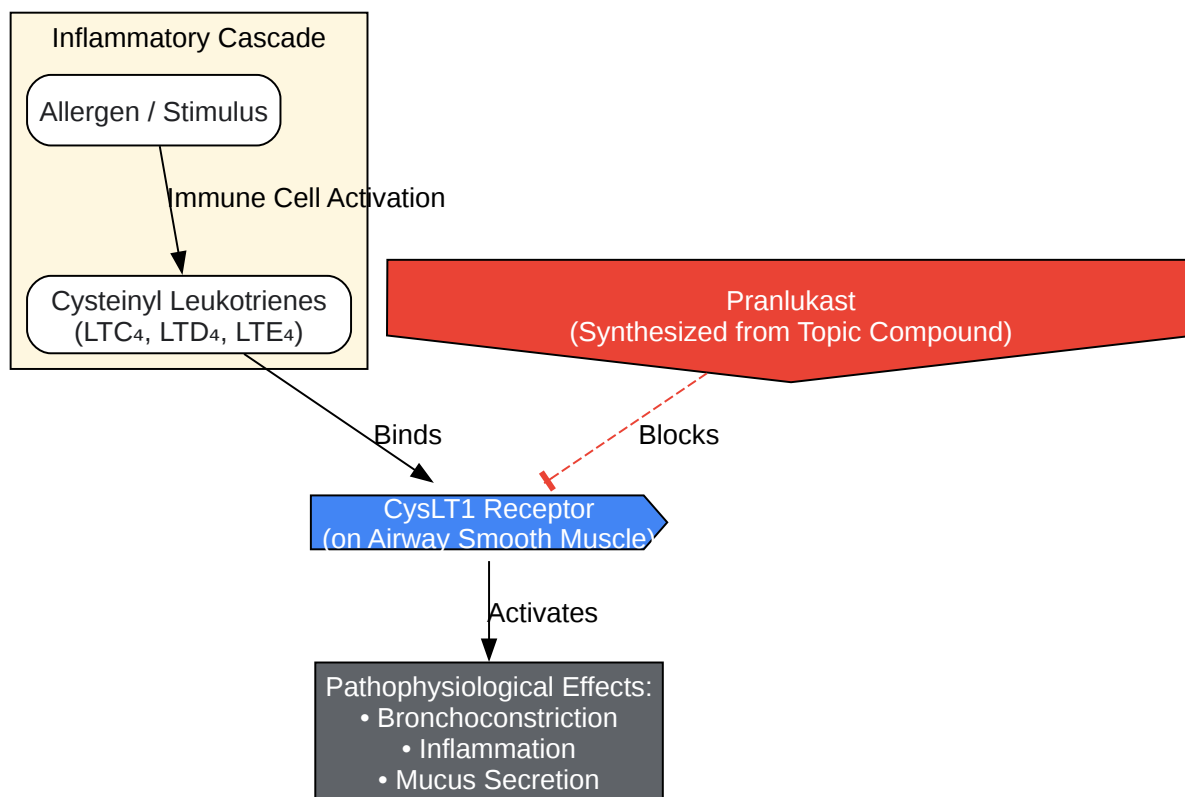 Inflammatory Cascade
Allergen / Stimulus
Immune Cell Activation
Cysteinyl Leukotrienes
(LTC₄, LTD₄, LTE₄)
Pranlukast
(Synthesized from Topic Compound)
Binds
Blocks
CysLT1 Receptor
(on Airway Smooth Muscle)
Activates
Pathophysiological Effects:
• Bronchoconstriction
• Inflammation
• Mucus Secretion